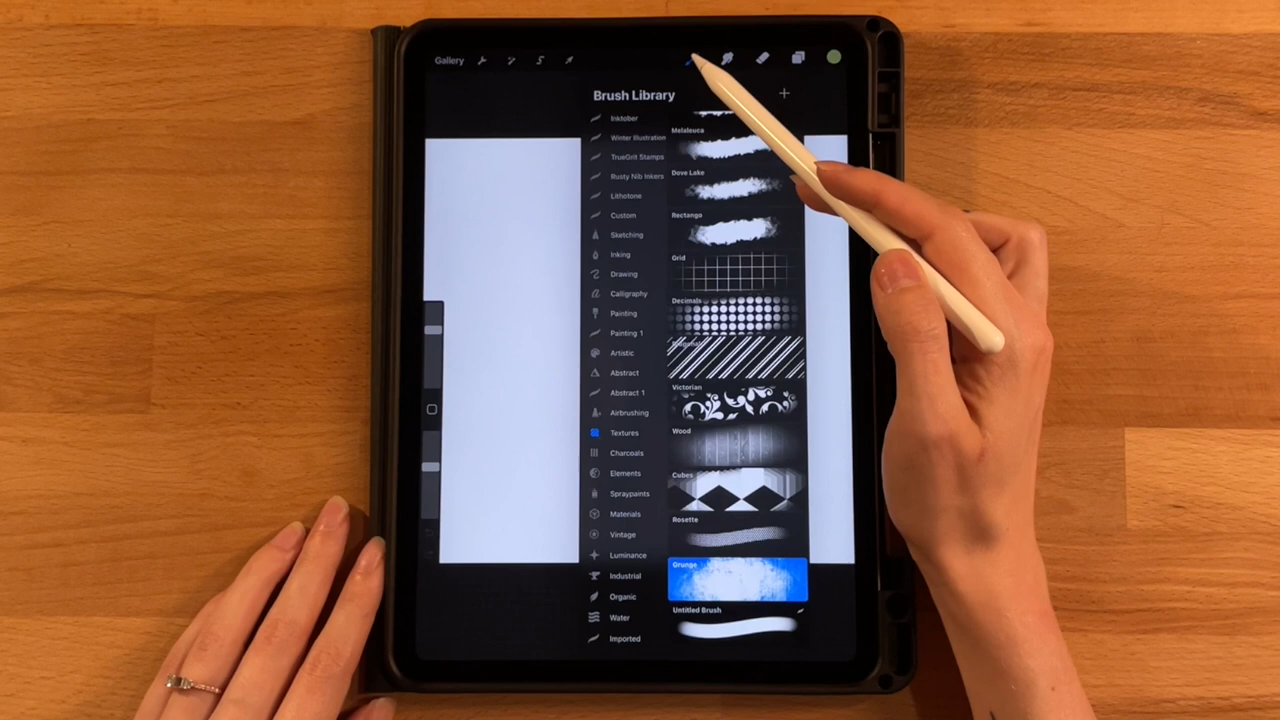 Gallery
Brush Library
Inktober
Winter Illustration
TrueGrit Stamps
Rusty Nib Inkers
Lithotone
Custom
Sketching
Inking
Drawing
Calligraphy
Painting
Painting 1
Artistic
Abstract
Abstract 1
Airbrushing
Textures
Charcoals
Elements
Spraypaints
Materials
Vintage
Luminance
Industrial
Organic
Water
Imported
Melaleuca
Dove Lake
Rectango
Grid
Decimals
Victorian
Wood
Cubes
Rosette
Grunge
Untitled Brush